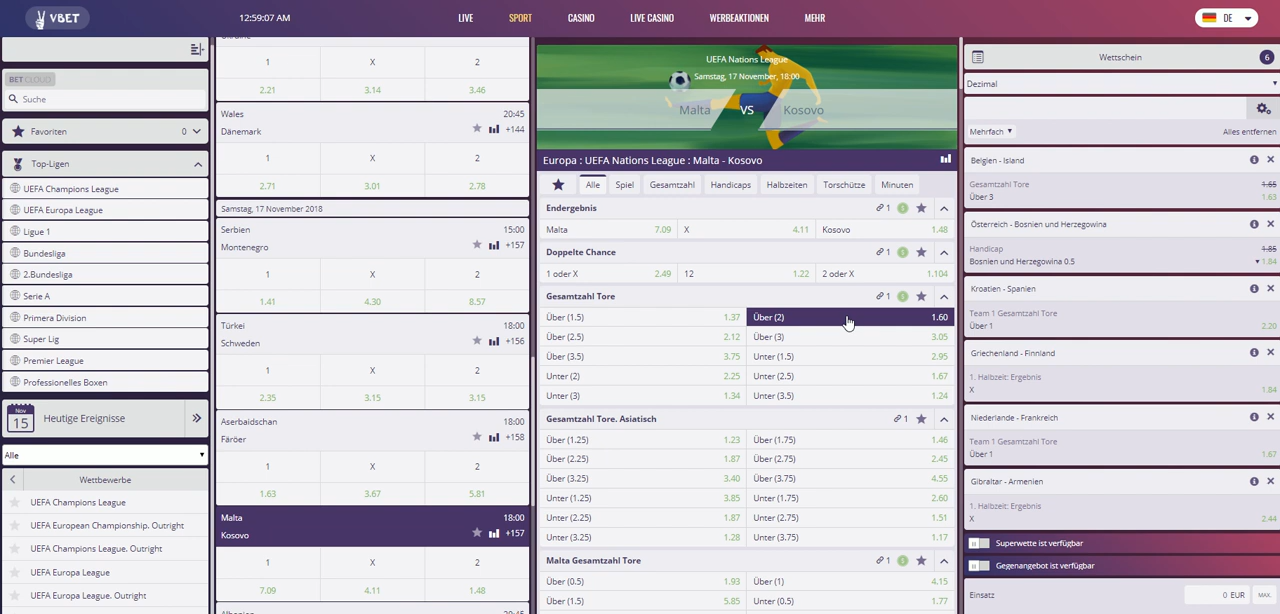 VBET
12:59:07 AM
LIVE
SPORT
CASINO
LIVE CASINO
WERBEAKTIONEN
MEHR
DE
BET CLOUD
Suche
Favoriten 0
Top-Ligen
UEFA Champions League
UEFA Europa League
Ligue 1
Bundesliga
2.Bundesliga
Serie A
Primera Division
Super Lig
Premier League
Professionelles Boxen
Nov
15
Heutige Ereignisse
Alle
Wettbewerbe
UEFA Champions League
UEFA European Championship. Outright
UEFA Champions League. Outright
UEFA Europa League
UEFA Europa League. Outright
1 X 2
2.21 3.14 3.46
Wales 20:45
Dänemark +144
1 X 2
2.71 3.01 2.78
Samstag, 17 November 2018
Serbien 15:00
Montenegro +157
1 X 2
1.41 4.30 8.57
Türkei 18:00
Schweden +156
1 X 2
2.35 3.15 3.15
Aserbaidschan 18:00
Färöer +158
1 X 2
1.63 3.67 5.81
Malta 18:00
Kosovo +157
1 X 2
7.09 4.11 1.48
UEFA Nations League
Samstag, 17 November, 18:00
Malta VS Kosovo
Europa : UEFA Nations League : Malta - Kosovo
Alle Spiel Gesamtzahl Handicaps Halbzeiten Torschütze Minuten
Endergebnis 1
Malta 7.09 X 4.11 Kosovo 1.48
Doppelte Chance 1
1 oder X 2.49 12 1.22 2 oder X 1.104
Gesamtzahl Tore 1
Über (1.5) 1.37 Über (2) 1.60
Über (2.5) 2.12 Über (3) 3.05
Über (3.5) 3.75 Unter (1.5) 2.95
Unter (2) 2.25 Unter (2.5) 1.67
Unter (3) 1.34 Unter (3.5) 1.24
Gesamtzahl Tore. Asiatisch 1
Über (1.25) 1.23 Über (1.75) 1.46
Über (2.25) 1.87 Über (2.75) 2.45
Über (3.25) 3.40 Über (3.75) 4.55
Unter (1.25) 3.85 Unter (1.75) 2.60
Unter (2.25) 1.87 Unter (2.75) 1.51
Unter (3.25) 1.28 Unter (3.75) 1.17
Malta Gesamtzahl Tore 1
Über (0.5) 1.93 Über (1) 4.15
Über (1.5) 5.85 Unter (0.5) 1.77
Wettschein 6
Dezimal
Mehrfach Alles entfernen
Belgien - Island
Gesamtzahl Tore 1.65
Über 3 1.63
Österreich - Bosnien und Herzegowina
Handicap 1.85
Bosnien und Herzegowina 0.5 1.84
Kroatien - Spanien
Team 1 Gesamtzahl Tore
Über 1 2.20
Griechenland - Finnland
1. Halbzeit: Ergebnis
X 1.84
Niederlande - Frankreich
Team 1 Gesamtzahl Tore
Über 1 1.67
Gibraltar - Armenien
1. Halbzeit: Ergebnis
X 2.44
Superwette ist verfügbar
Gegenangebot ist verfügbar
Einsatz 0 EUR MAX.